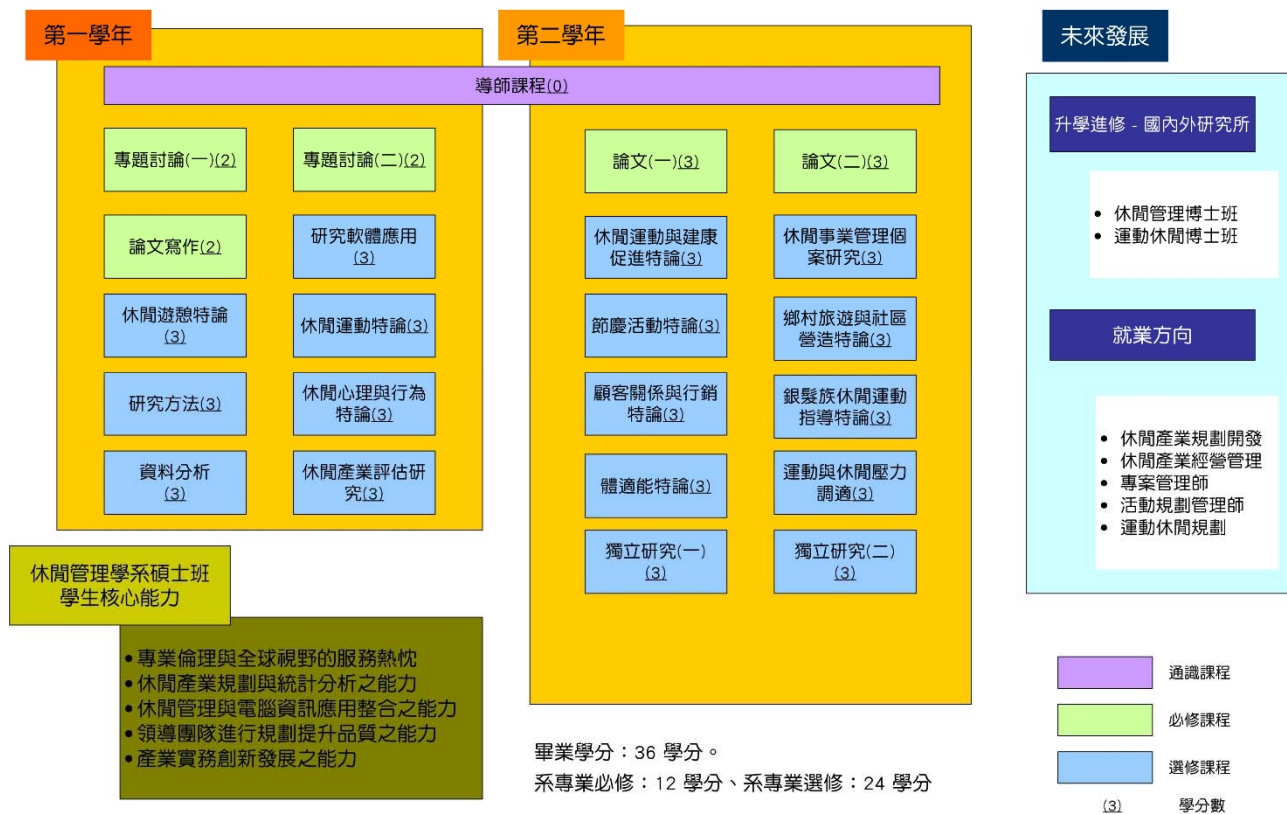 第一學年
第二學年
未來發展
導師課程(0)
專題討論(一)(2)
專題討論(二)(2)
論文寫作(2)
研究軟體應用
(3)
休閒遊憩特論
(3)
休閒運動特論(3)
研究方法(3)
休閒心理與行為
特論(3)
資料分析
(3)
休閒產業評估研
究(3)
論文(一)(3)
論文(二)(3)
休閒運動與建康
促進特論(3)
休閒事業管理個
案研究(3)
節慶活動特論(3)
鄉村旅遊與社區
營造特論(3)
顧客關係與行銷
特論(3)
銀髮族休閒運動
指導特論(3)
體適能特論(3)
運動與休閒壓力
調適(3)
獨立研究(一)
(3)
獨立研究(二)
(3)
升學進修 - 國內外研究所
• 休閒管理博士班
• 運動休閒博士班
就業方向
• 休閒產業規劃開發
• 休閒產業經營管理
• 專案管理師
• 活動規劃管理師
• 運動休閒規劃
休閒管理學系碩士班
學生核心能力
• 專業倫理與全球視野的服務熱忱
• 休閒產業規劃與統計分析之能力
• 休閒管理與電腦資訊應用整合之能力
• 領導團隊進行規劃提升品質之能力
• 產業實務創新發展之能力
畢業學分：36 學分。
系專業必修：12 學分、系專業選修：24 學分
通識課程
必修課程
選修課程
(3) 學分數